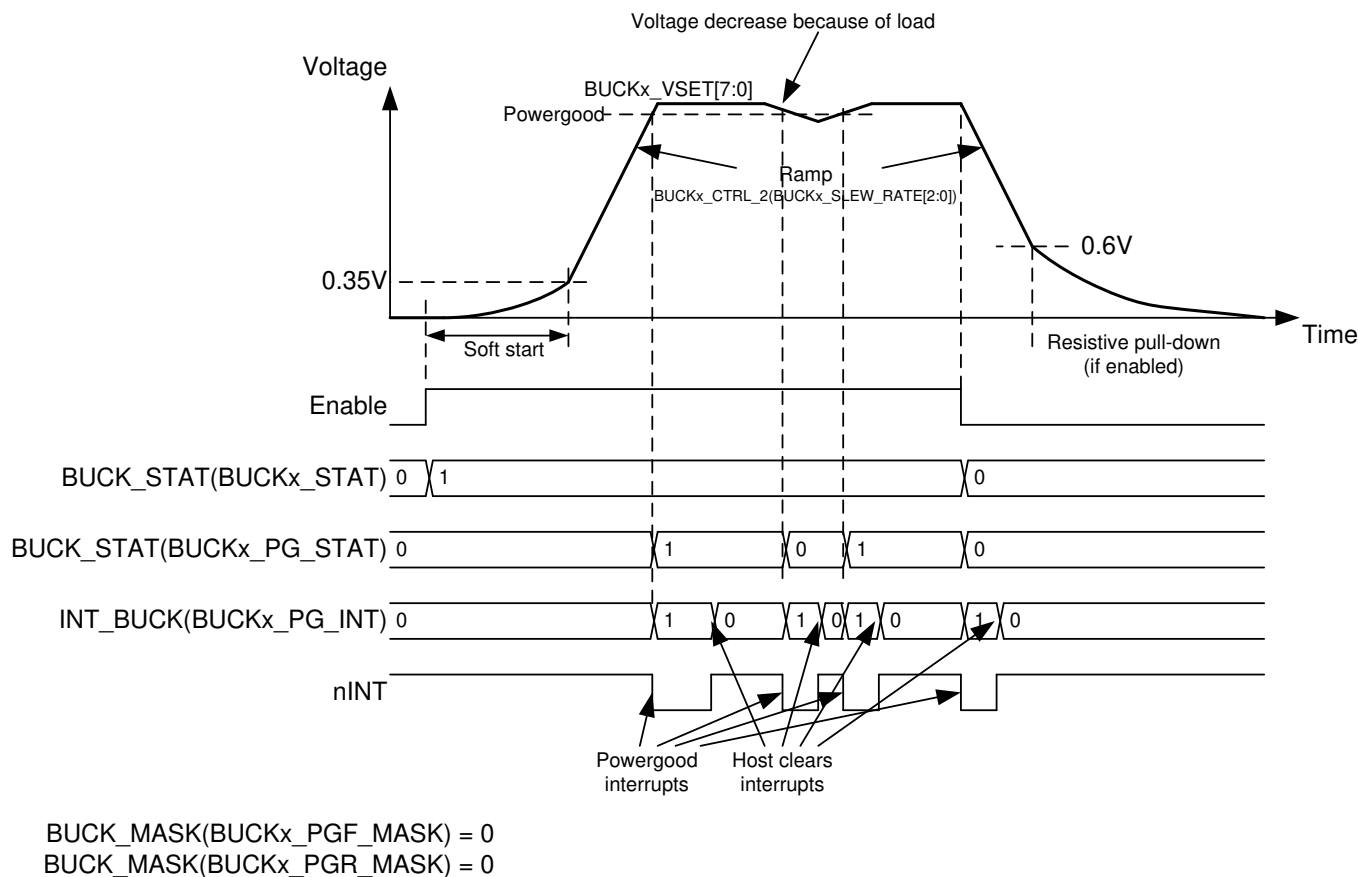 Voltage decrease because of load
Voltage
BUCKx_VSET[7:0]
Powergood
Ramp
BUCKx_CTRL_2(BUCKx_SLEW_RATE[2:0])
0.6V
0.35V
Time
Soft start
Resistive pull-down
(if enabled)
Enable
BUCK_STAT(BUCKx_STAT) 0 1 0
BUCK_STAT(BUCKx_PG_STAT) 0 1 0 1 0
INT_BUCK(BUCKx_PG_INT) 0 1 0 1 0 1 0 1 0
nINT
Powergood
interrupts
Host clears
interrupts
BUCK_MASK(BUCKx_PGF_MASK) = 0
BUCK_MASK(BUCKx_PGR_MASK) = 0